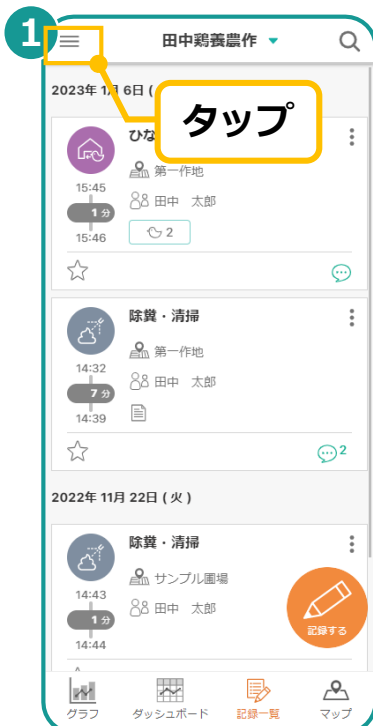 1
田中鶏養農作
2023年 1月 6日 (
タップ
ひな
第一作地
15:45
田中 太郎
1 分
15:46
2
除糞・清掃
第一作地
14:32
田中 太郎
7 分
14:39
2
2022年 11月 22日 ( 火 )
除糞・清掃
サンプル圃場
14:43
田中 太郎
1 分
14:44
記録する
グラフ ダッシュボード 記録一覧 マップ